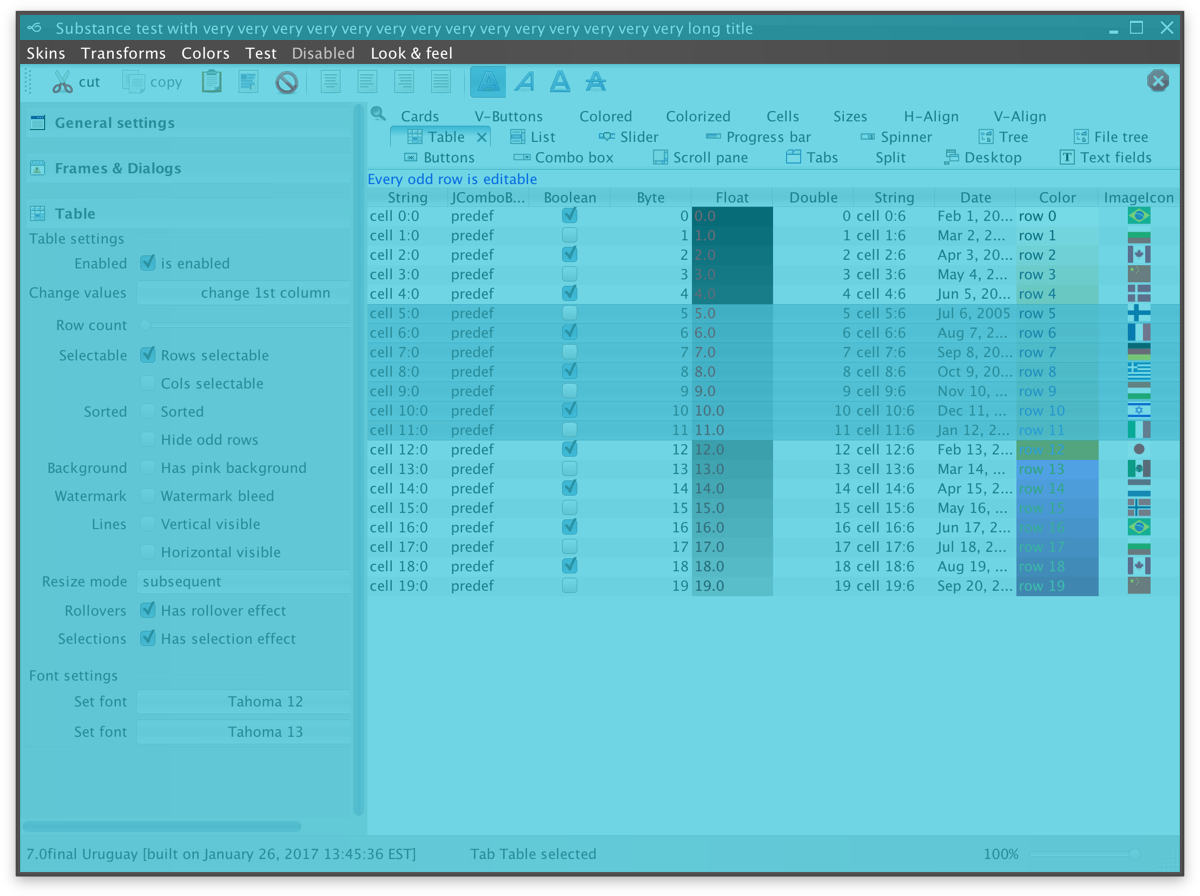 Substance test with very very very very very very very very very very very very very very long title
Skins Transforms Colors Test Disabled Look & feel
cut copy
General settings
Frames & Dialogs
Table
Table settings
Enabled is enabled
Change values change 1st column
Row count
Selectable Rows selectable
Cols selectable
Sorted Sorted
Hide odd rows
Background Has pink background
Watermark Watermark bleed
Lines Vertical visible
Horizontal visible
Resize mode subsequent
Rollovers Has rollover effect
Selections Has selection effect
Font settings
Set font Tahoma 12
Set font Tahoma 13
Cards V-Buttons Colored Colorized Cells Sizes H-Align V-Align
Table List Slider Progress bar Spinner Tree File tree
Buttons Combo box Scroll pane Tabs Split Desktop Text fields
Every odd row is editable
String JComboB... Boolean Byte Float Double String Date Color ImageIcon
cell 0:0 predef 0 0.0 0 cell 0:6 Feb 1, 20... row 0
cell 1:0 predef 1 1.0 1 cell 1:6 Mar 2, 2... row 1
cell 2:0 predef 2 2.0 2 cell 2:6 Apr 3, 20... row 2
cell 3:0 predef 3 3.0 3 cell 3:6 May 4, 2... row 3
cell 4:0 predef 4 4.0 4 cell 4:6 Jun 5, 20... row 4
cell 5:0 predef 5 5.0 5 cell 5:6 Jul 6, 2005 row 5
cell 6:0 predef 6 6.0 6 cell 6:6 Aug 7, 2... row 6
cell 7:0 predef 7 7.0 7 cell 7:6 Sep 8, 20... row 7
cell 8:0 predef 8 8.0 8 cell 8:6 Oct 9, 20... row 8
cell 9:0 predef 9 9.0 9 cell 9:6 Nov 10, ... row 9
cell 10:0 predef 10 10.0 10 cell 10:6 Dec 11, ... row 10
cell 11:0 predef 11 11.0 11 cell 11:6 Jan 12, 2... row 11
cell 12:0 predef 12 12.0 12 cell 12:6 Feb 13, 2... row 12
cell 13:0 predef 13 13.0 13 cell 13:6 Mar 14, ... row 13
cell 14:0 predef 14 14.0 14 cell 14:6 Apr 15, 2... row 14
cell 15:0 predef 15 15.0 15 cell 15:6 May 16, ... row 15
cell 16:0 predef 16 16.0 16 cell 16:6 Jun 17, 2... row 16
cell 17:0 predef 17 17.0 17 cell 17:6 Jul 18, 2... row 17
cell 18:0 predef 18 18.0 18 cell 18:6 Aug 19, ... row 18
cell 19:0 predef 19 19.0 19 cell 19:6 Sep 20, 2... row 19
7.0final Uruguay [built on January 26, 2017 13:45:36 EST] Tab Table selected 100%